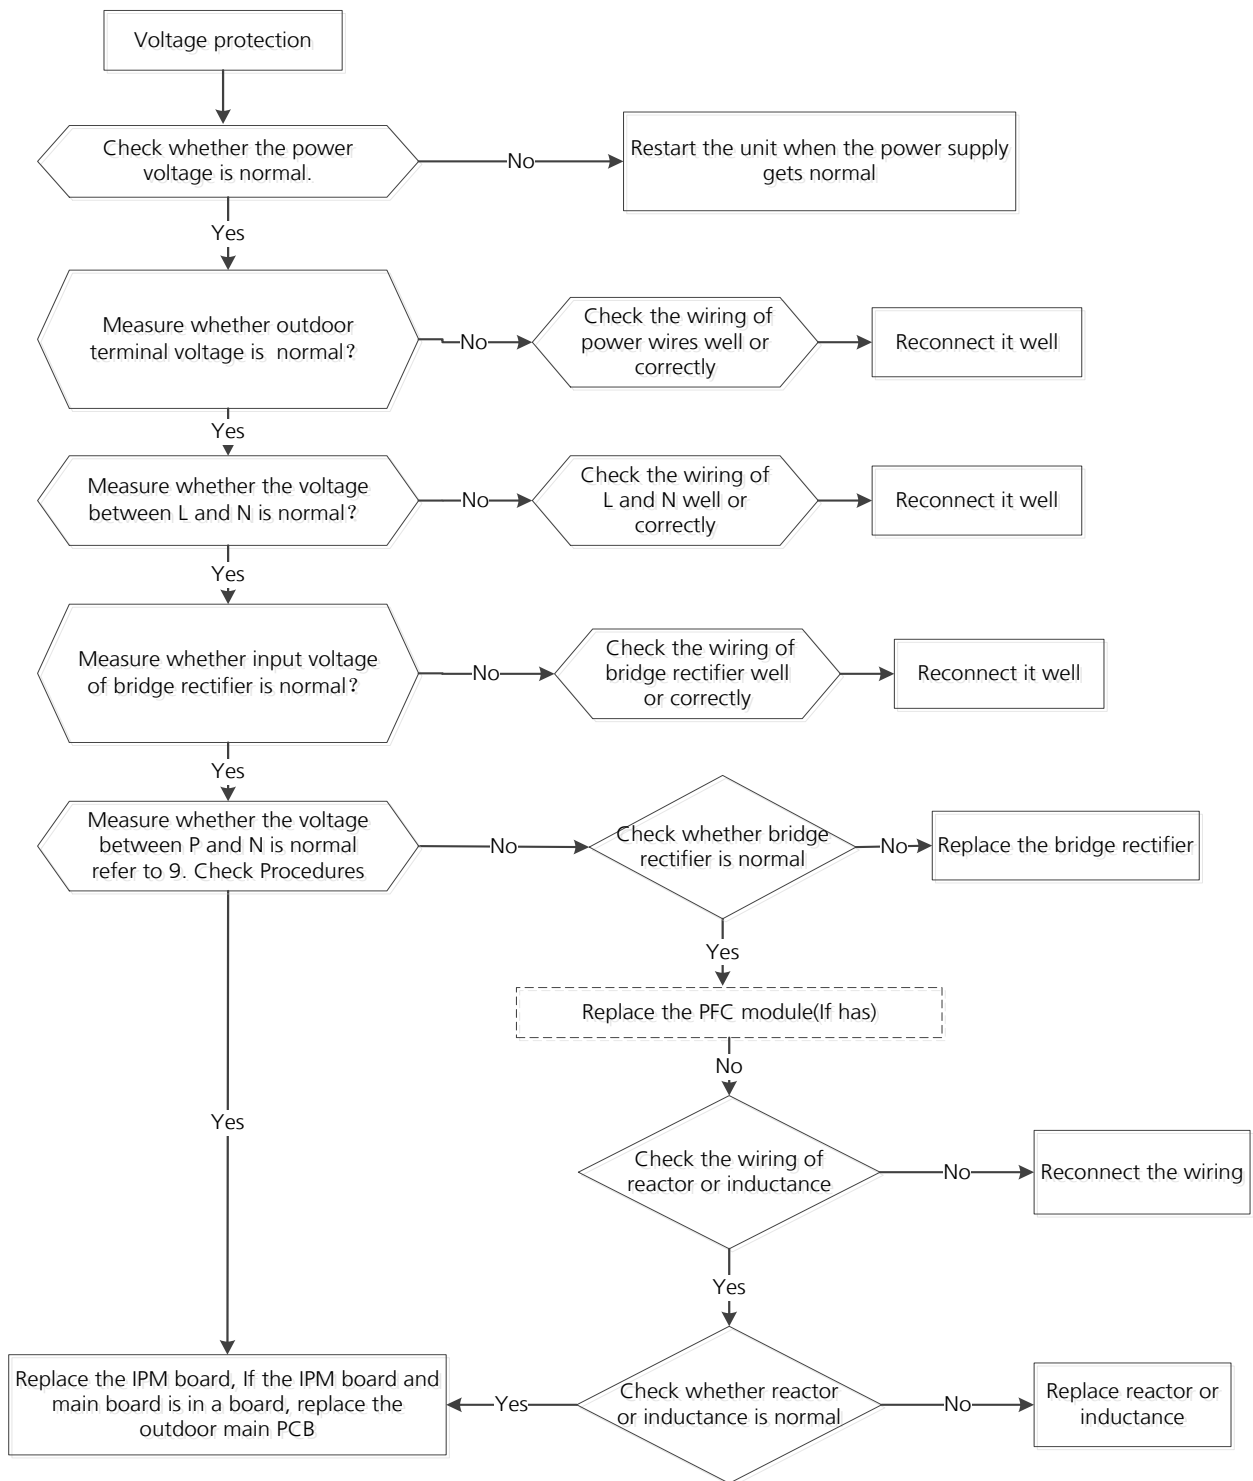 Voltage protection
Check whether the power
voltage is normal.
No
Restart the unit when the power supply
gets normal
Yes
Measure whether outdoor
terminal voltage is  normal?
No
Check the wiring of
power wires well or
correctly
Reconnect it well
Yes
Measure whether the voltage
between L and N is normal?
No
Check the wiring of
L and N well or
correctly
Reconnect it well
Yes
Measure whether input voltage
of bridge rectifier is normal?
No
Check the wiring of
bridge rectifier well
or correctly
Reconnect it well
Yes
Measure whether the voltage
between P and N is normal
refer to 9. Check Procedures
No
Check whether bridge
rectifier is normal
No
Replace the bridge rectifier
Yes
Replace the PFC module(If has)
No
Yes
Check the wiring of
reactor or inductance
No
Reconnect the wiring
Yes
Replace the IPM board, If the IPM board and
main board is in a board, replace the
outdoor main PCB
Yes
Check whether reactor
or inductance is normal
No
Replace reactor or
inductance